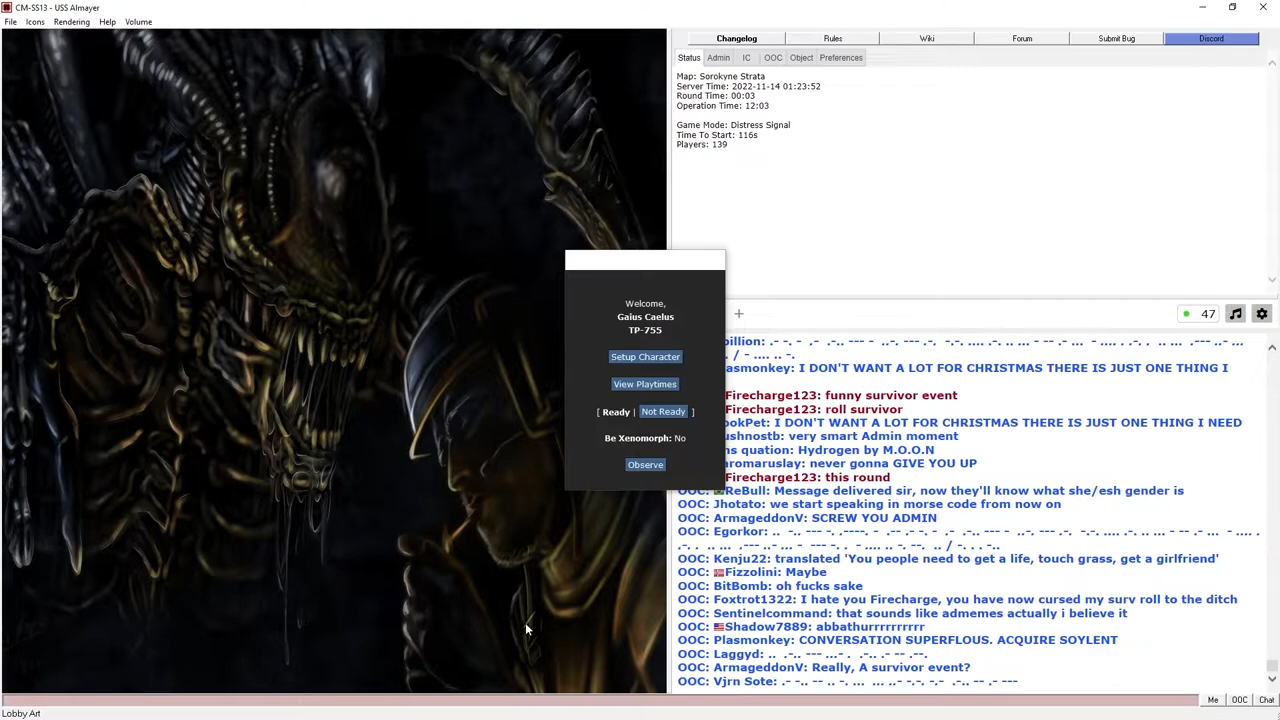 CM-SS13 - USS Almayer
File Icons Rendering Help Volume
Changelog Rules Wiki Forum Submit Bug Discord
Status Admin IC OOC Object Preferences
Map: Sorokyne Strata
Server Time: 2022-11-14 01:23:52
Round Time: 00:03
Operation Time: 12:03
Game Mode: Distress Signal
Time To Start: 116s
Players: 139
Welcome,
Gaius Caelus
TP-755
Setup Character
View Playtimes
[ Ready | Not Ready ]
Be Xenomorph: No
Observe
+ 47
I DON'T WANT A LOT FOR CHRISTMAS THERE IS JUST ONE THING I
Firecharge123: funny survivor event
Firecharge123: roll survivor
I DON'T WANT A LOT FOR CHRISTMAS THERE IS JUST ONE THING I NEED
very smart Admin moment
quation: Hydrogen by M.O.O.N
never gonna GIVE YOU UP
Firecharge123: this round
OOC: ReBull: Message delivered sir, now they'll know what she/esh gender is
OOC: Jhotato: we start speaking in morse code from now on
OOC: ArmageddonV: SCREW YOU ADMIN
OOC: Egorkor:
OOC: Kenju22: translated 'You people need to get a life, touch grass, get a girlfriend'
OOC: Fizzolini: Maybe
OOC: BitBomb: oh fucks sake
OOC: Foxtrot1322: I hate you Firecharge, you have now cursed my surv roll to the ditch
OOC: Sentinelcommand: that sounds like admemes actually i believe it
OOC: Shadow7889: abbathurrrrrrrrr
OOC: Plasmonkey: CONVERSATION SUPERFLOUS. ACQUIRE SOYLENT
OOC: Laggyd:
OOC: ArmageddonV: Really, A survivor event?
OOC: Vjrn Sote:
Me OOC Chat
Lobby Art